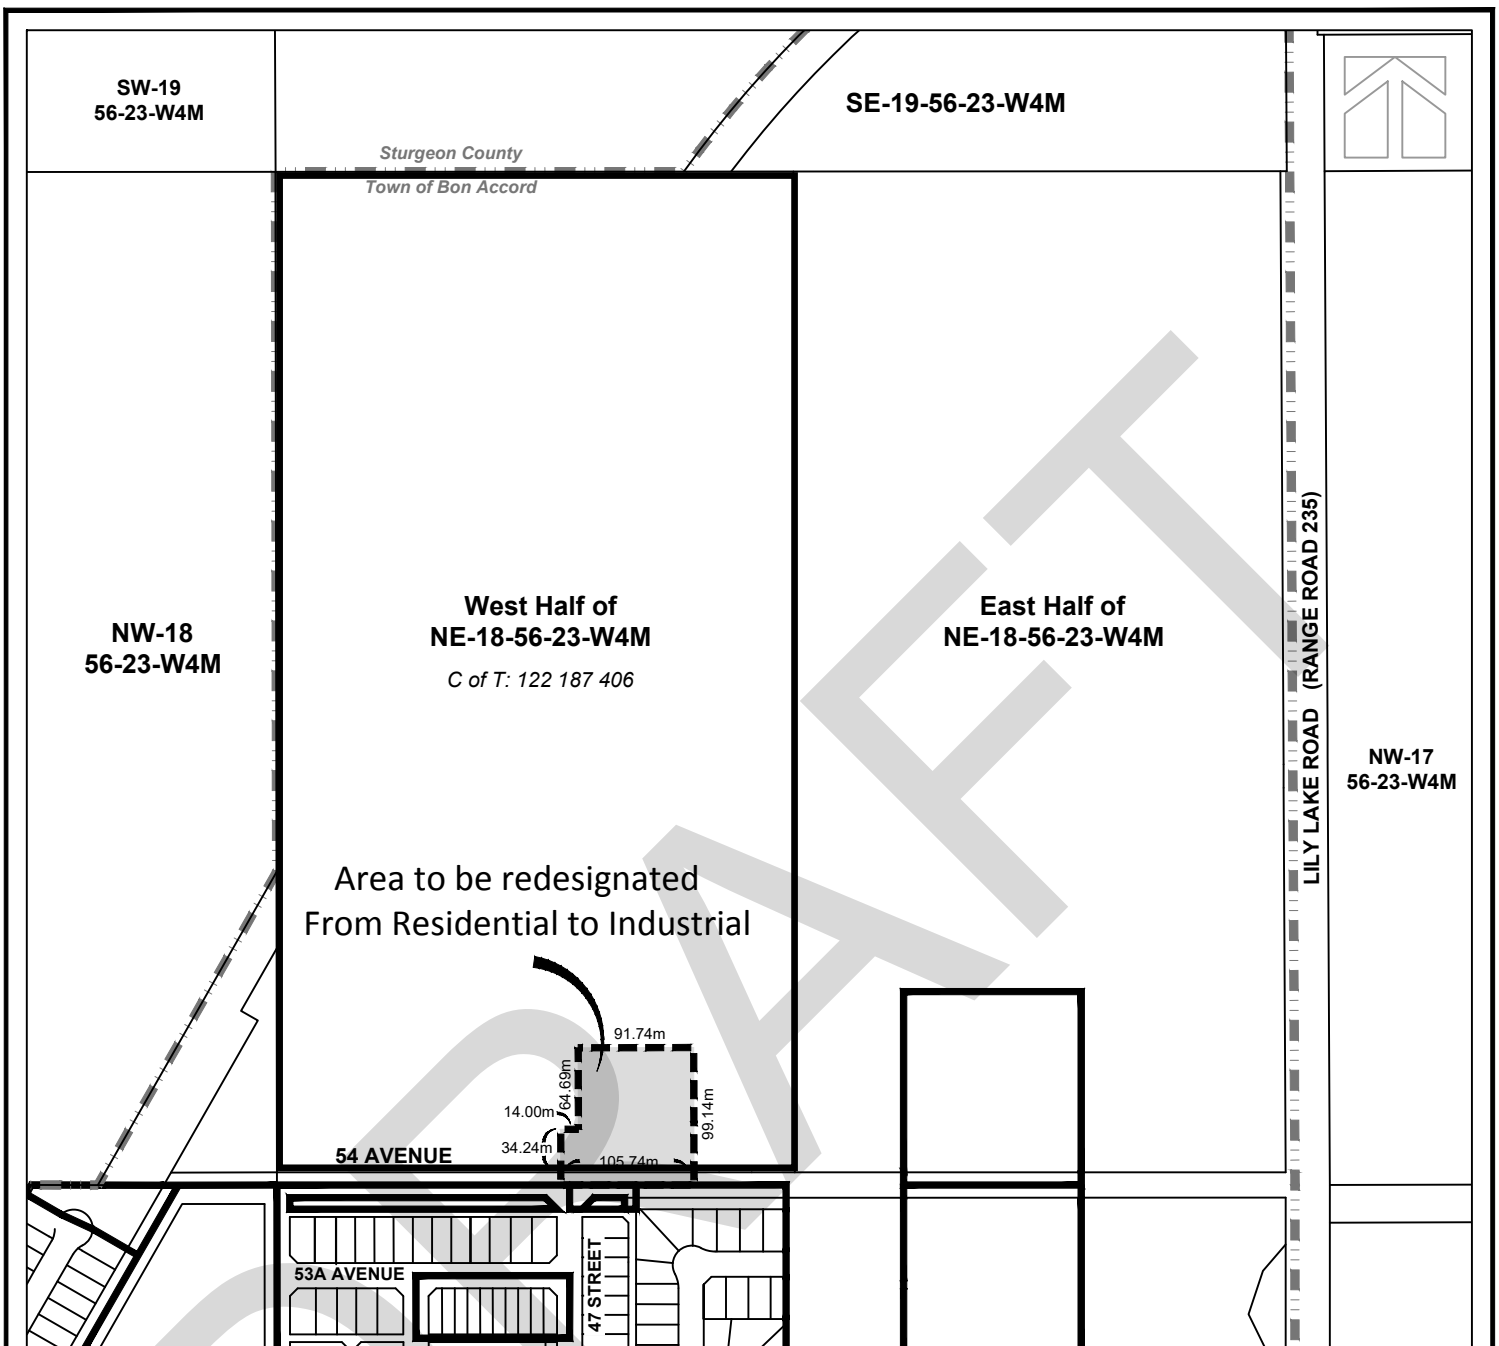 SW-19
56-23-W4M
SE-19-56-23-W4M
Sturgeon County
Town of Bon Accord
NW-18
56-23-W4M
West Half of
NE-18-56-23-W4M
C of T: 122 187 406
East Half of
NE-18-56-23-W4M
LILY LAKE ROAD (RANGE ROAD 235)
NW-17
56-23-W4M
Area to be redesignated
From Residential to Industrial
91.74m
64.69m
99.14m
14.00m
34.24m
105.74m
54 AVENUE
53A AVENUE
47 STREET
DRAFT